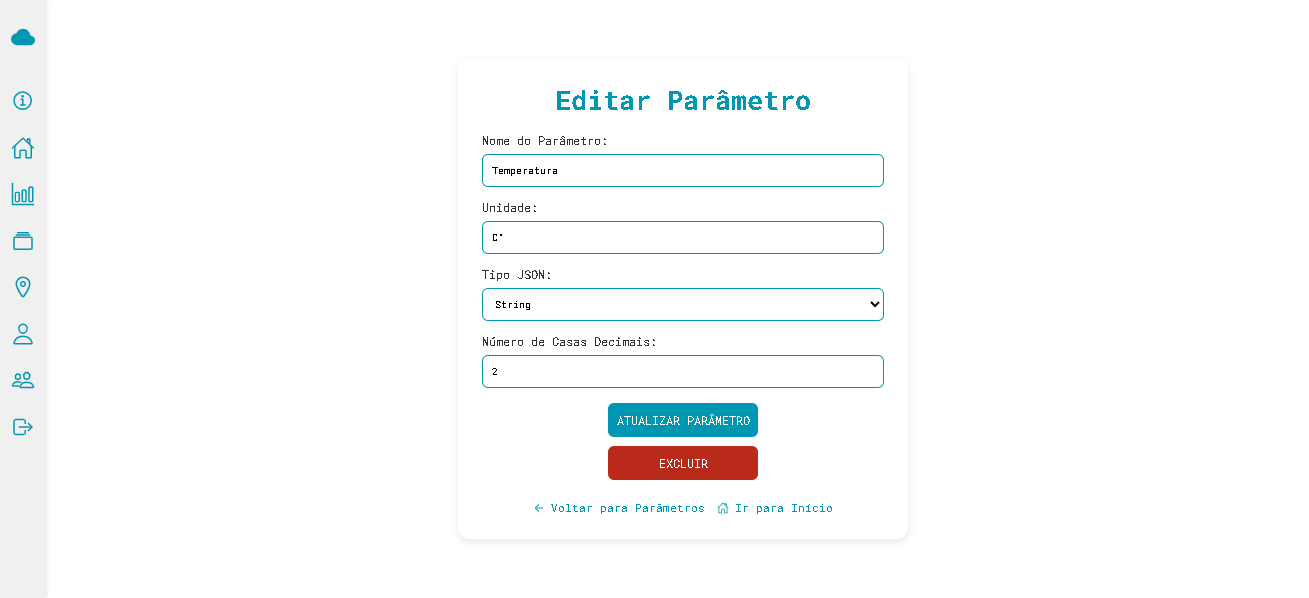 Editar Parâmetro
Nome do Parâmetro:
Temperatura
Unidade:
C°
Tipo JSON:
String
Número de Casas Decimais:
2
ATUALIZAR PARÂMETRO
EXCLUIR
← Voltar para Parâmetros Ir para Início